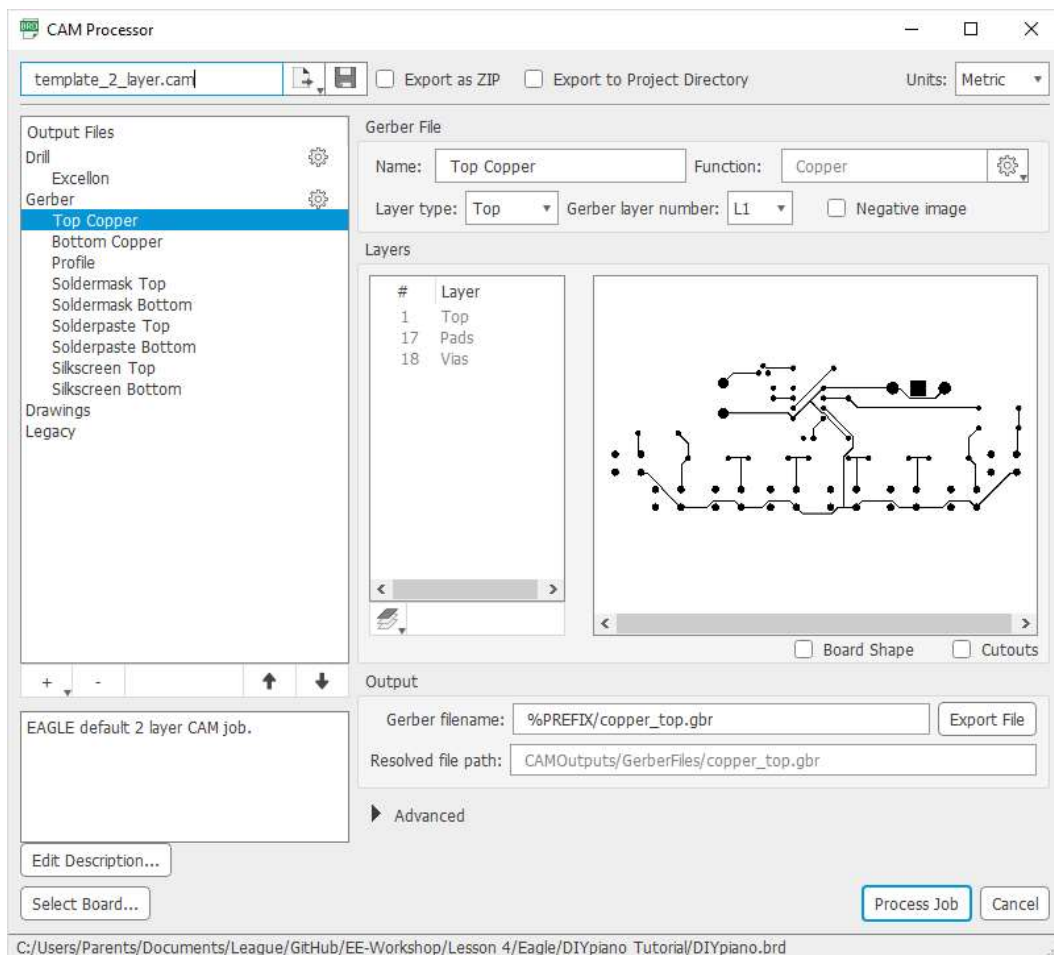 BRD CAM Processor
template_2_layer.cam Export as ZIP Export to Project Directory Units: Metric
Output Files
Drill
Excellon
Gerber
Top Copper
Bottom Copper
Profile
Soldermask Top
Soldermask Bottom
Solderpaste Top
Solderpaste Bottom
Silkscreen Top
Silkscreen Bottom
Drawings
Legacy
+ -
EAGLE default 2 layer CAM job.
Edit Description...
Select Board...
Gerber File
Name: Top Copper Function: Copper
Layer type: Top Gerber layer number: L1 Negative image
Layers
# Layer
1 Top
17 Pads
18 Vias
Board Shape Cutouts
Output
Gerber filename: %PREFIX/copper_top.gbr Export File
Resolved file path: CAMOutputs/GerberFiles/copper_top.gbr
Advanced
Process Job Cancel
C:/Users/Parents/Documents/League/GitHub/EE-Workshop/Lesson 4/Eagle/DIYpiano Tutorial/DIYpiano.brd